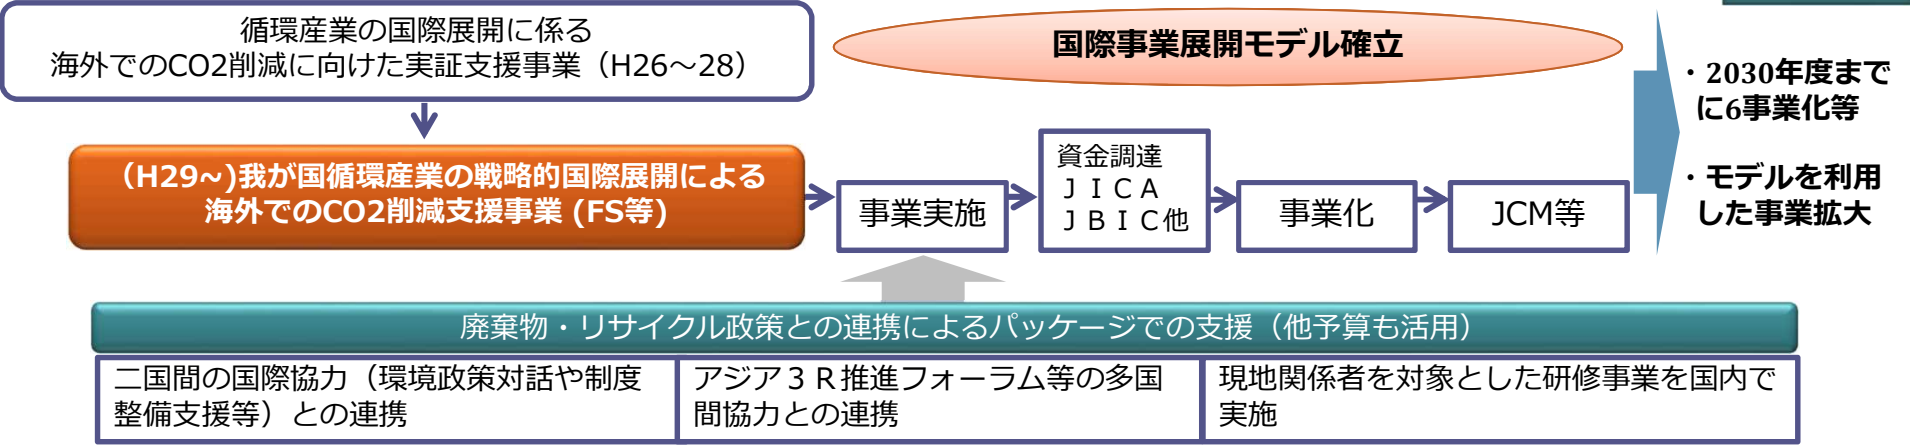 循環産業の国際展開に係る
海外でのCO2削減に向けた実証支援事業（H26～28）
国際事業展開モデル確立
・2030年度まで
に6事業化等
・モデルを利用
した事業拡大
（H29~)我が国循環産業の戦略的国際展開による
海外でのCO2削減支援事業 (FS等)
事業実施
資金調達
ＪＩＣＡ
ＪＢＩＣ他
事業化
JCM等
廃棄物・リサイクル政策との連携によるパッケージでの支援（他予算も活用）
二国間の国際協力（環境政策対話や制度
整備支援等）との連携
アジア３Ｒ推進フォーラム等の多国
間協力との連携
現地関係者を対象とした研修事業を国内で
実施